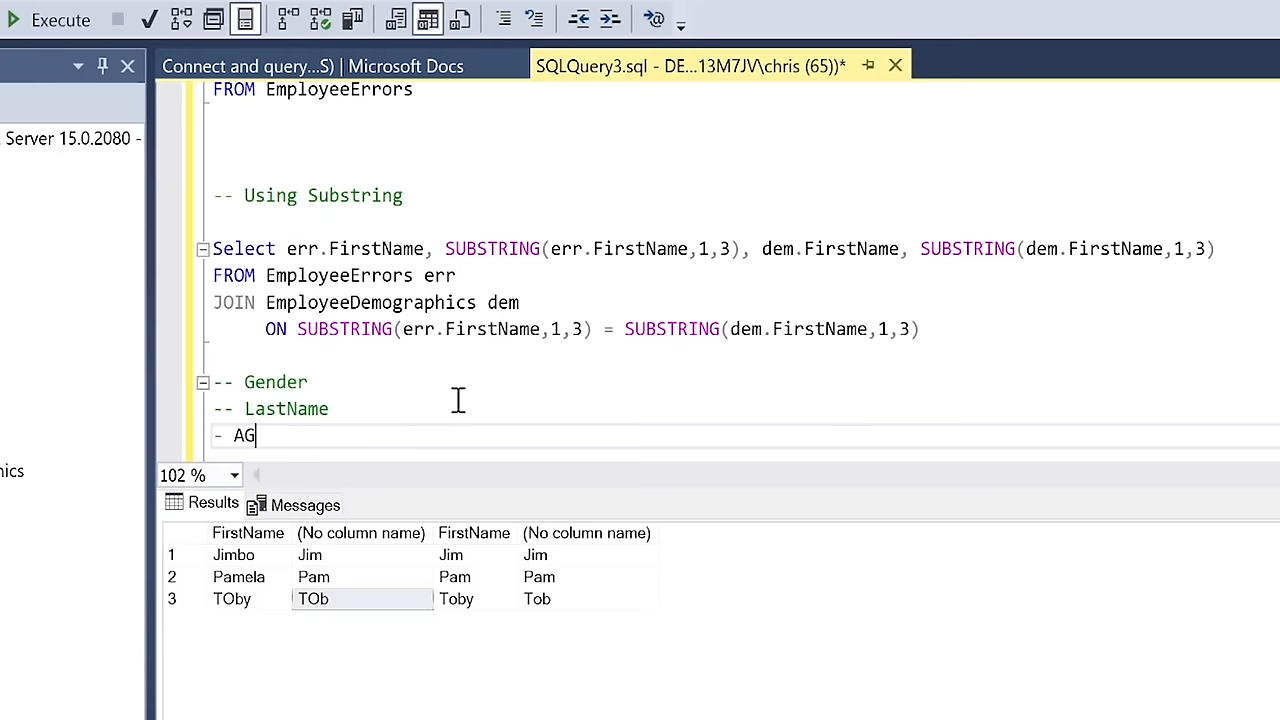 Execute
Connect and query...S) | Microsoft Docs
SQLQuery3.sql - DE...13M7JV\chris (65))*
Server 15.0.2080 -
FROM EmployeeErrors
-- Using Substring
Select err.FirstName, SUBSTRING(err.FirstName,1,3), dem.FirstName, SUBSTRING(dem.FirstName,1,3)
FROM EmployeeErrors err
JOIN EmployeeDemographics dem
ON SUBSTRING(err.FirstName,1,3) = SUBSTRING(dem.FirstName,1,3)
-- Gender
-- LastName
- AG
nics
102 %
Results Messages
FirstName (No column name) FirstName (No column name)
1 Jimbo Jim Jim Jim
2 Pamela Pam Pam Pam
3 TOby TOb Toby Tob